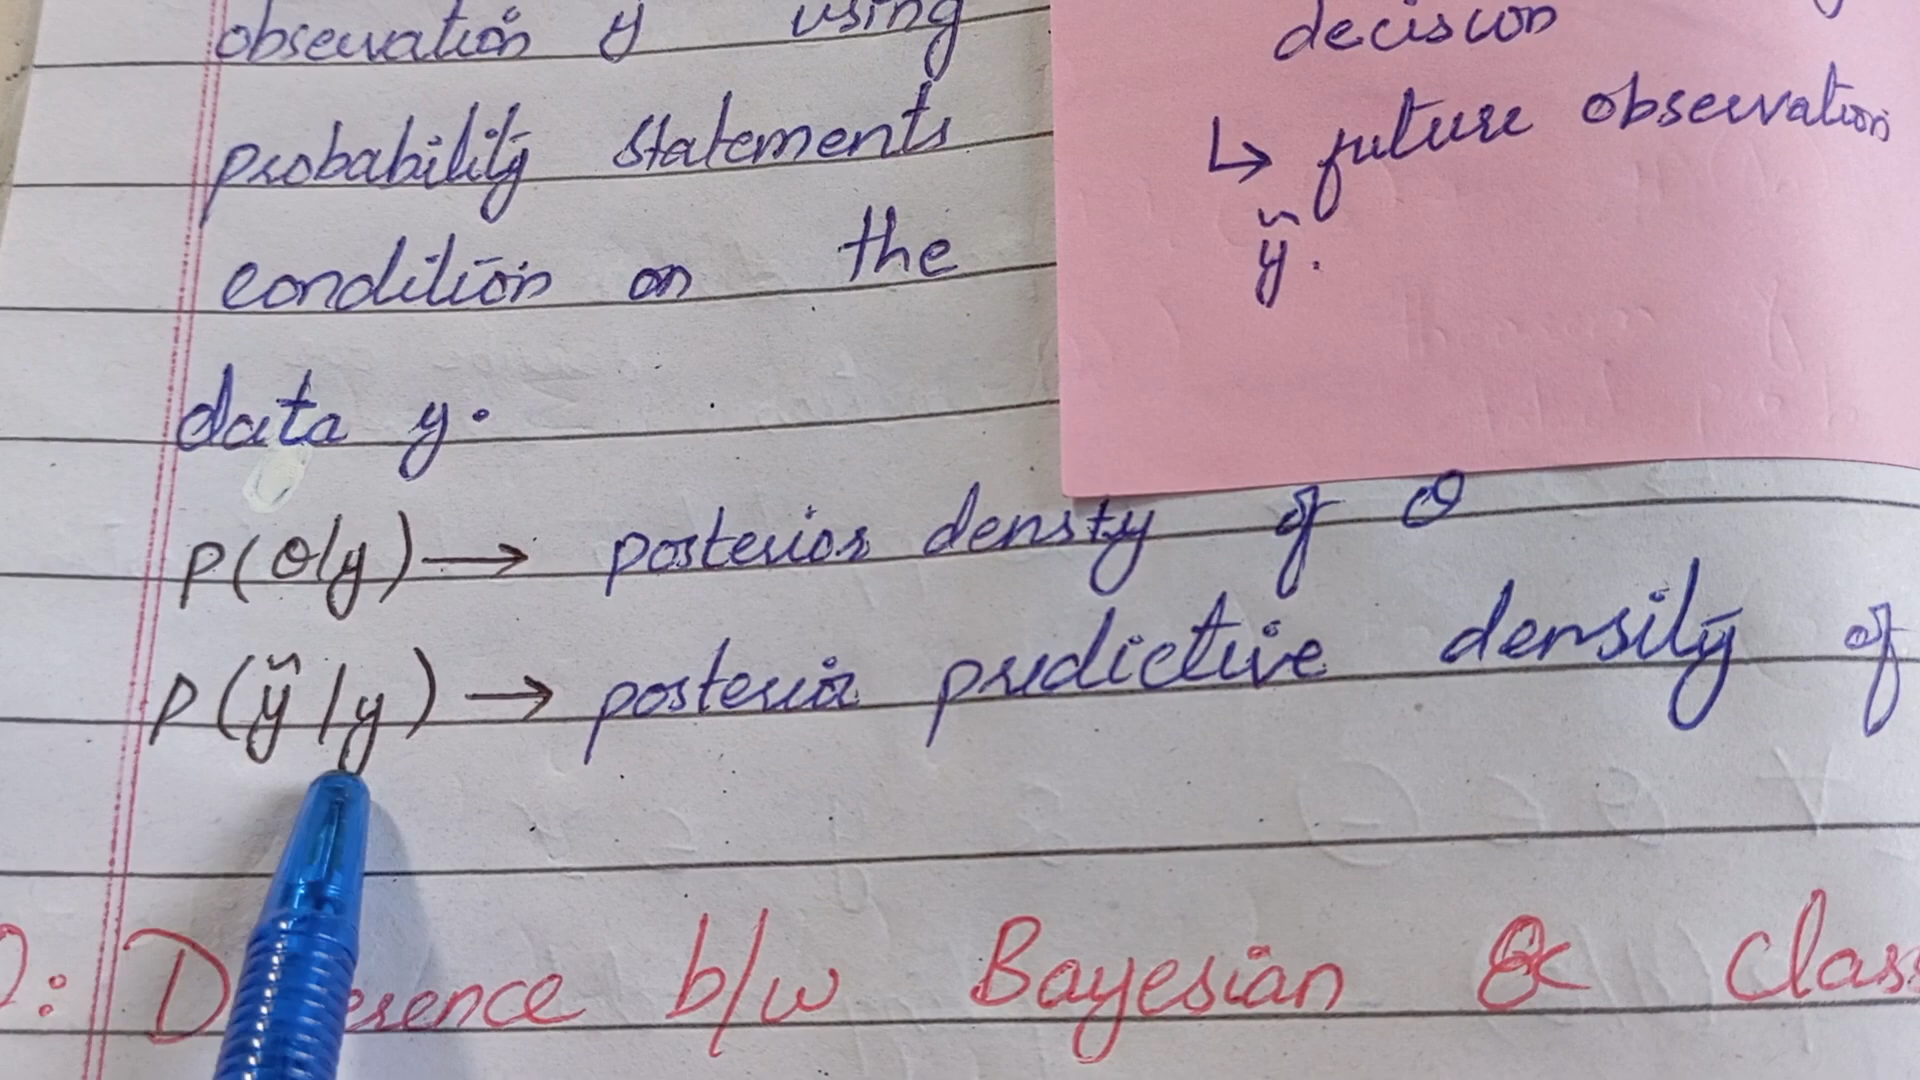 observation y using
probability statements
condition on the
data y.
p(θ|y) → posterior density of θ
p(ỹ|y) → posterior predictive density of
D erence b/w Bayesian & Clas
decision
↳ future observation
ỹ.